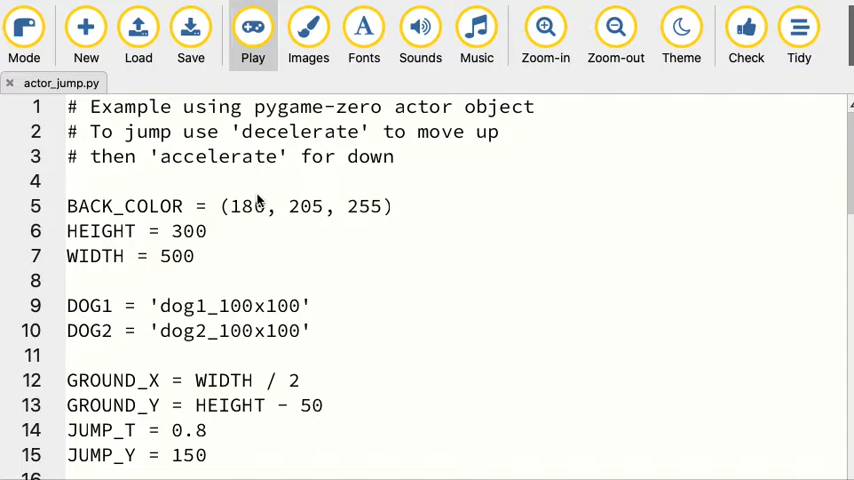 Mode New Load Save Play Images Fonts Sounds Music Zoom-in Zoom-out Theme Check Tidy
actor_jump.py
1 # Example using pygame-zero actor object
2 # To jump use 'decelerate' to move up
3 # then 'accelerate' for down
4
5 BACK_COLOR = (180, 205, 255)
6 HEIGHT = 300
7 WIDTH = 500
8
9 DOG1 = 'dog1_100x100'
10 DOG2 = 'dog2_100x100'
11
12 GROUND_X = WIDTH / 2
13 GROUND_Y = HEIGHT - 50
14 JUMP_T = 0.8
15 JUMP_Y = 150
16